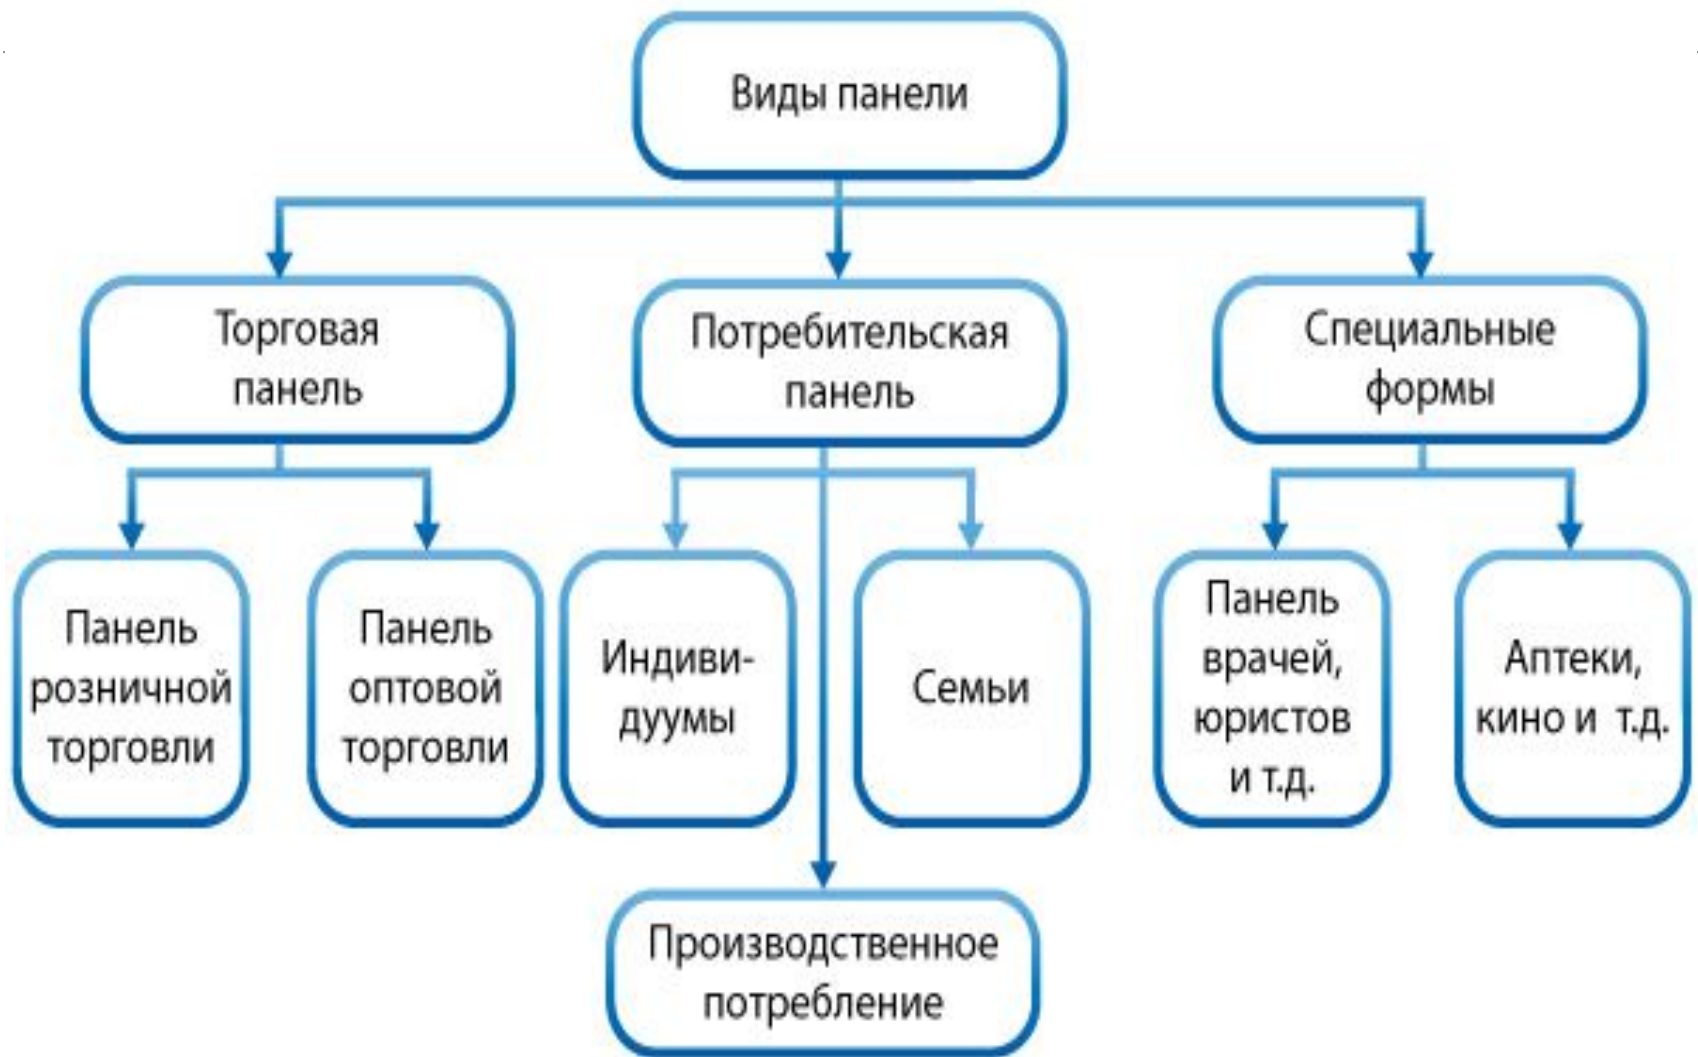 Виды панели
Торговая
панель
Потребительская
панель
Специальные
формы
Панель
розничной
торговли
Панель
оптовой
торговли
Индиви-
дуумы
Семьи
Панель
врачей,
юристов
и т.д.
Аптеки,
кино и т.д.
Производственное
потребление